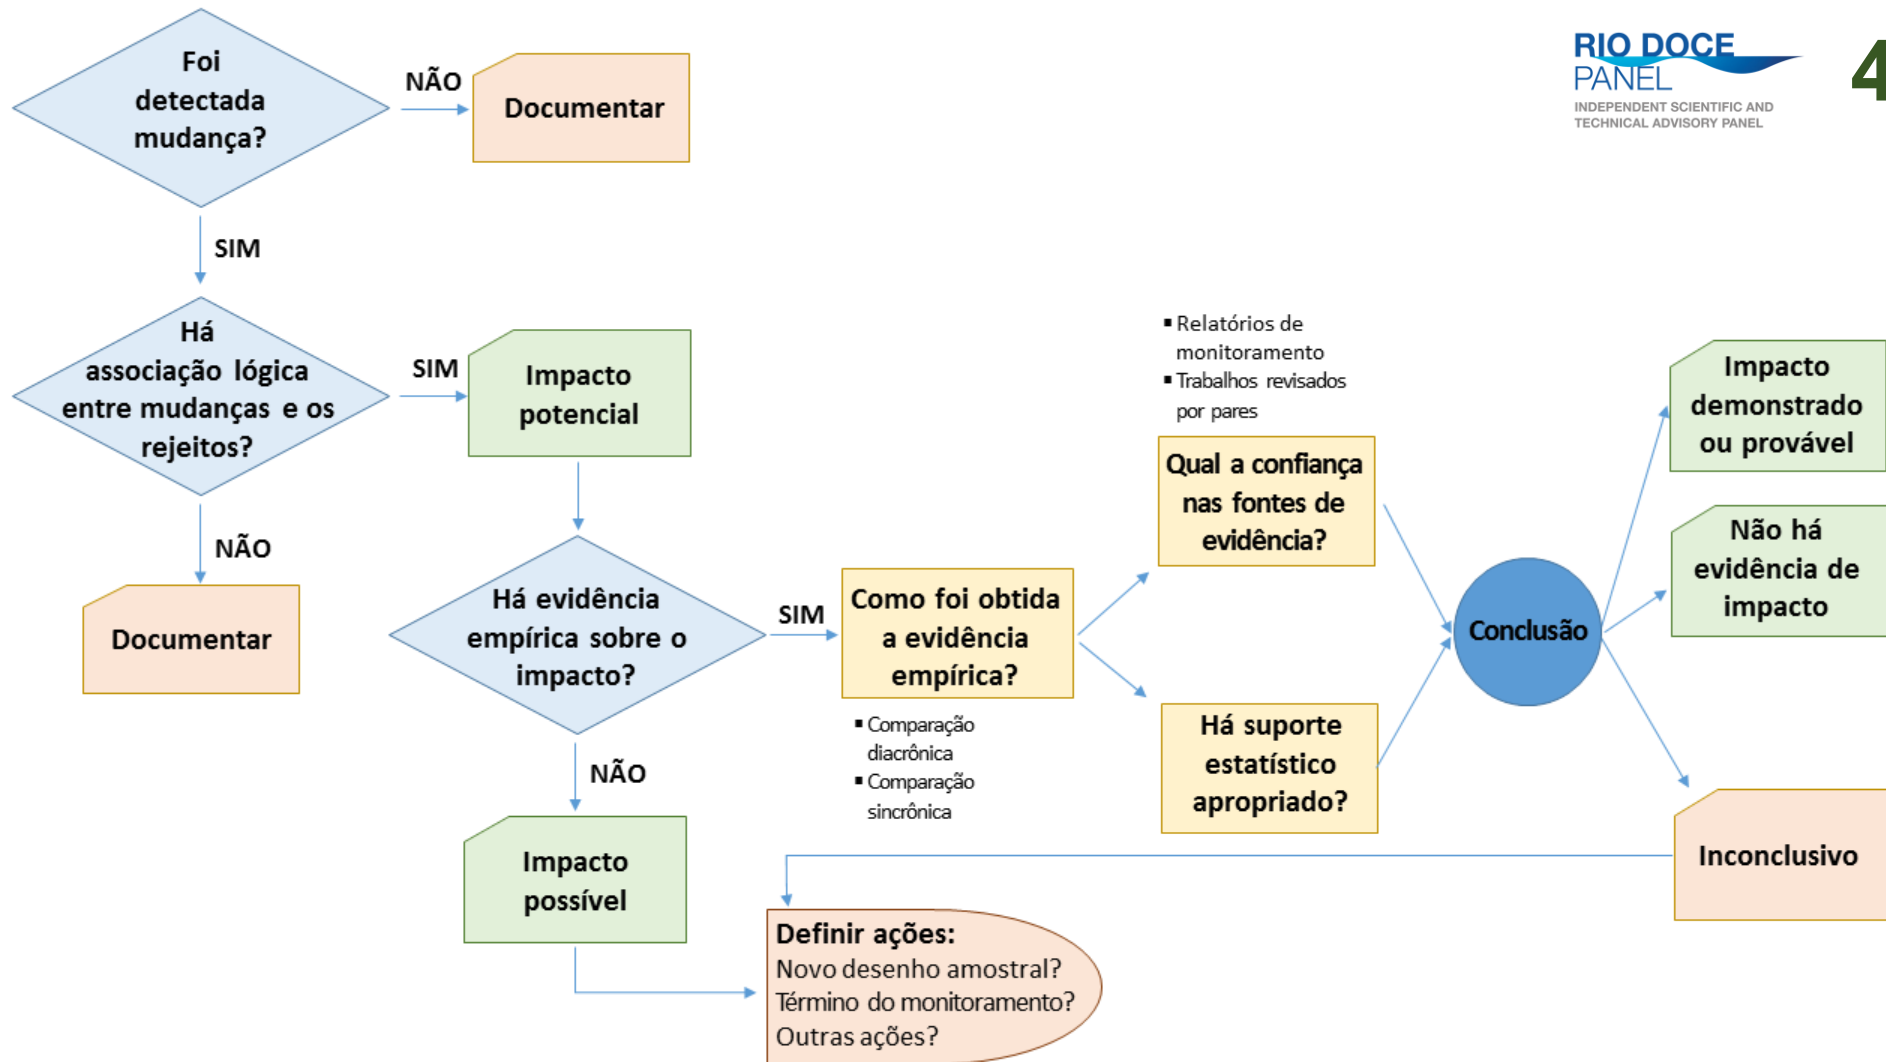 Foi
detectada
mudança?
NÃO
Documentar
RIO DOCE
PANEL
INDEPENDENT SCIENTIFIC AND
TECHNICAL ADVISORY PANEL
4
SIM
Há
associação lógica
entre mudanças e os
rejeitos?
SIM
Impacto
potencial
NÃO
Documentar
Há evidência
empírica sobre o
impacto?
SIM
Como foi obtida
a evidência
empírica?
▪ Comparação
diacrônica
▪ Comparação
sincrônica
▪ Relatórios de
monitoramento
▪ Trabalhos revisados
por pares
Qual a confiança
nas fontes de
evidência?
Há suporte
estatístico
apropriado?
Conclusão
Impacto
demonstrado
ou provável
Não há
evidência de
impacto
Inconclusivo
NÃO
Impacto
possível
Definir ações:
Novo desenho amostral?
Término do monitoramento?
Outras ações?